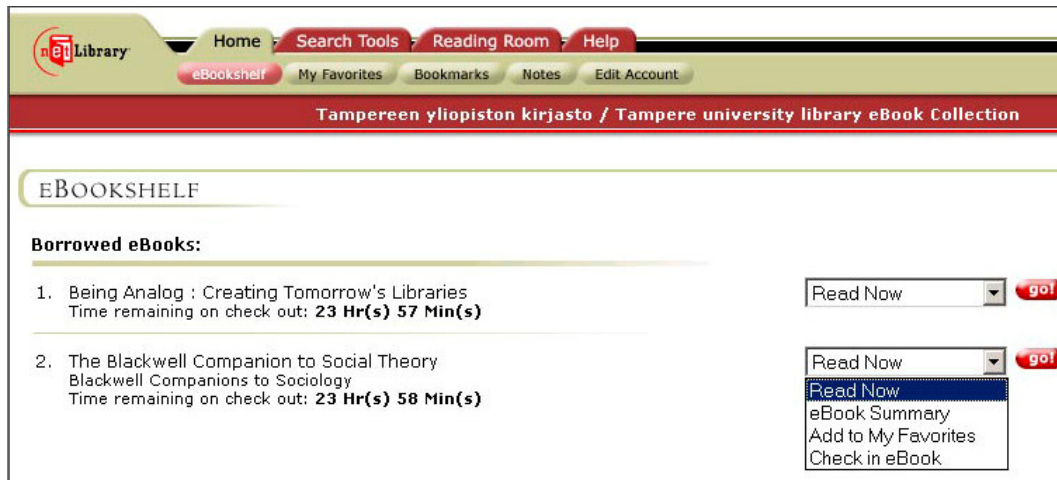 netLibrary
Home Search Tools Reading Room Help
eBookshelf My Favorites Bookmarks Notes Edit Account
Tampereen yliopiston kirjasto / Tampere university library eBook Collection
EBOOKSHELF
Borrowed eBooks:
1. Being Analog : Creating Tomorrow's Libraries
Time remaining on check out: 23 Hr(s) 57 Min(s)
Read Now go!
2. The Blackwell Companion to Social Theory
Blackwell Companions to Sociology
Time remaining on check out: 23 Hr(s) 58 Min(s)
Read Now go!
Read Now
eBook Summary
Add to My Favorites
Check in eBook